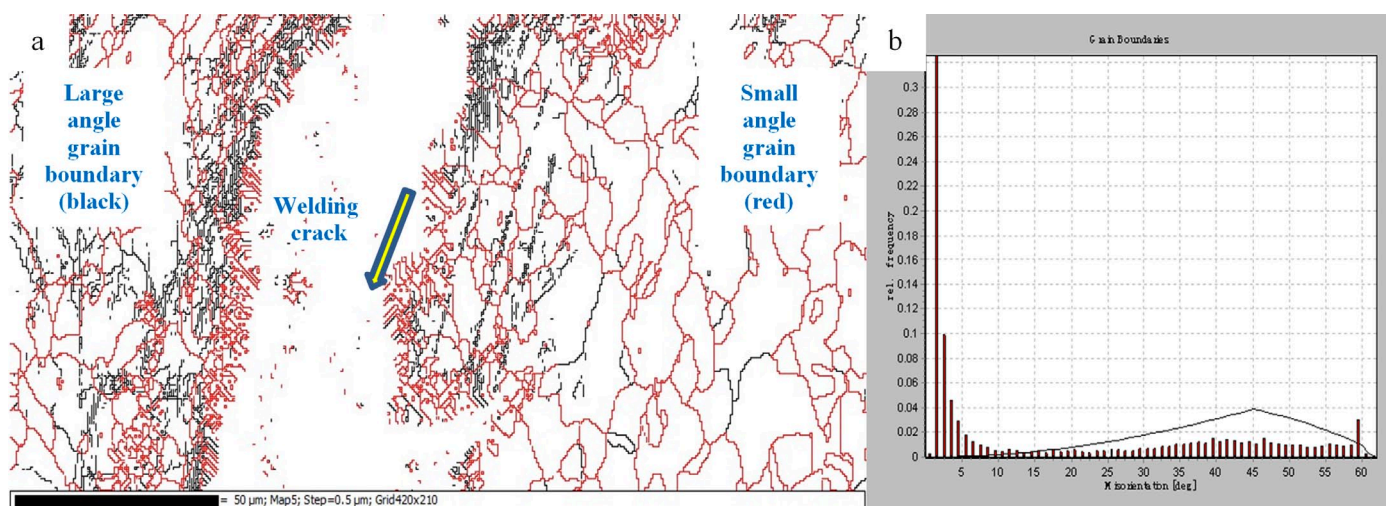 a
Large
angle
grain
boundary
(black)
Welding
crack
Small
angle
grain
boundary
(red)
= 50 µm; Map5; Step=0.5 µm; Grid420x210
b
Grain Boundaries
rel. frequency
0.3
0.28
0.26
0.24
0.22
0.2
0.18
0.16
0.14
0.12
0.1
0.08
0.06
0.04
0.02
0
5 10 15 20 25 30 35 40 45 50 55 60
Misorientation [deg]